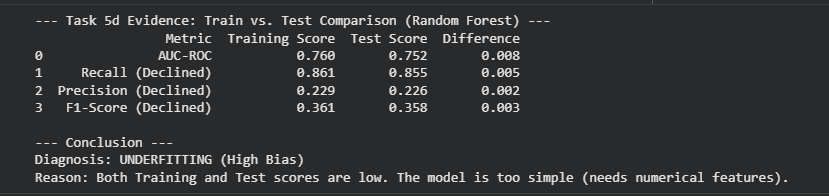 --- Task 5d Evidence: Train vs. Test Comparison (Random Forest) ---
Metric Training Score Test Score Difference
0 AUC-ROC 0.760 0.752 0.008
1 Recall (Declined) 0.861 0.855 0.005
2 Precision (Declined) 0.229 0.226 0.002
3 F1-Score (Declined) 0.361 0.358 0.003
--- Conclusion ---
Diagnosis: UNDERFITTING (High Bias)
Reason: Both Training and Test scores are low. The model is too simple (needs numerical features).